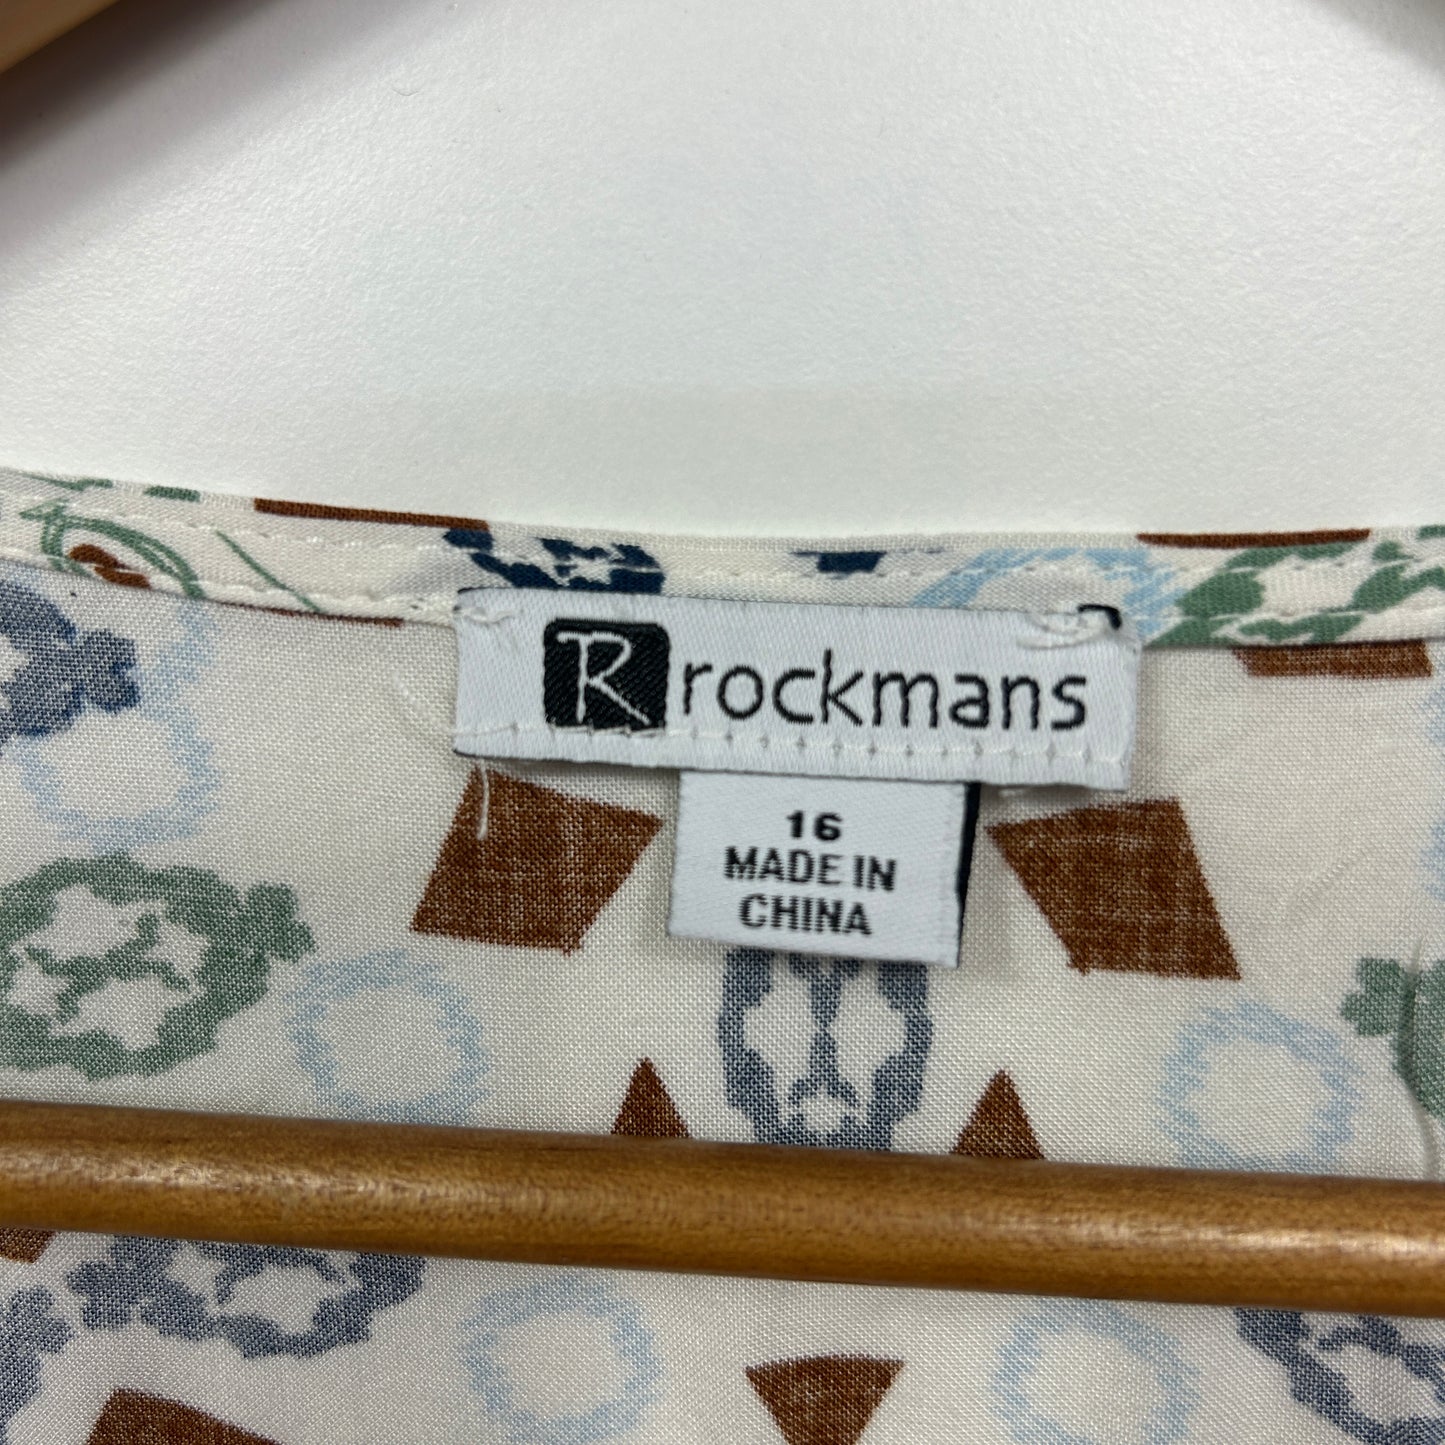 R rockmans
16
MADE IN
CHINA